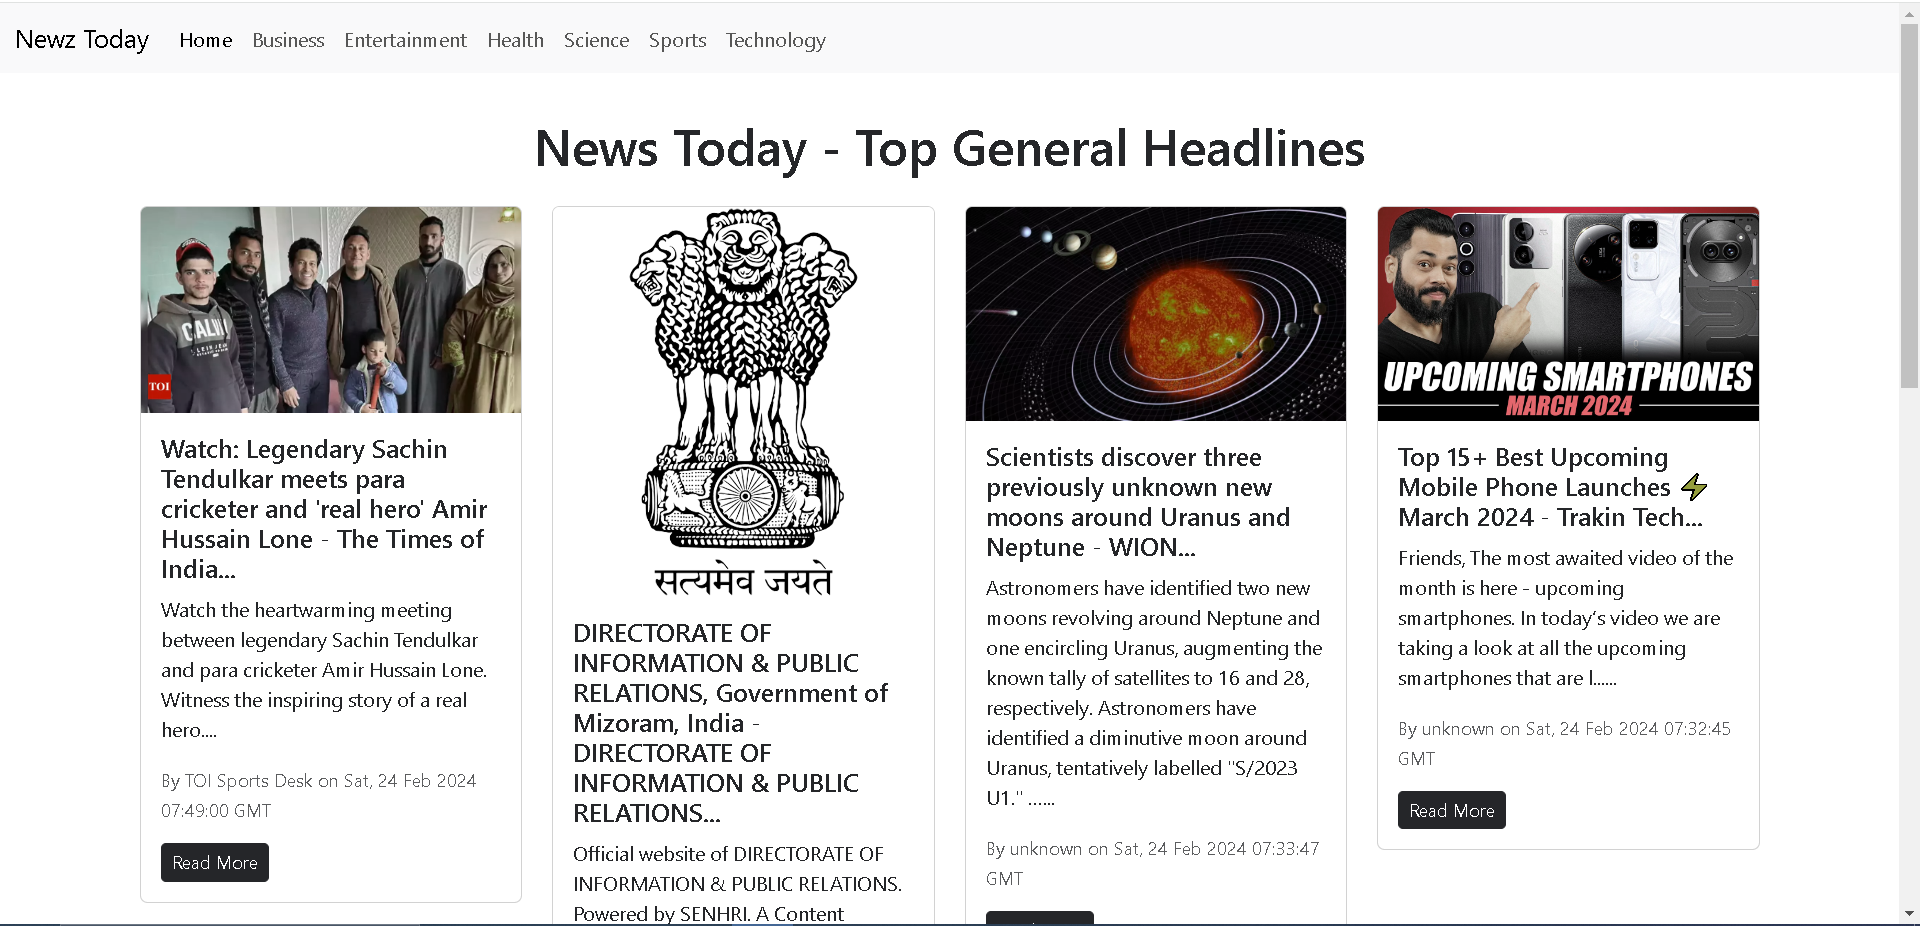 Newz Today Home Business Entertainment Health Science Sports Technology
News Today - Top General Headlines
TOI
Watch: Legendary Sachin
Tendulkar meets para
cricketer and 'real hero' Amir
Hussain Lone - The Times of
India...
Watch the heartwarming meeting
between legendary Sachin Tendulkar
and para cricketer Amir Hussain Lone.
Witness the inspiring story of a real
hero....
By TOI Sports Desk on Sat, 24 Feb 2024
07:49:00 GMT
Read More
सत्यमेव जयते
DIRECTORATE OF
INFORMATION & PUBLIC
RELATIONS, Government of
Mizoram, India -
DIRECTORATE OF
INFORMATION & PUBLIC
RELATIONS...
Official website of DIRECTORATE OF
INFORMATION & PUBLIC RELATIONS.
Powered by SENHRI. A Content
Scientists discover three
previously unknown new
moons around Uranus and
Neptune - WION...
Astronomers have identified two new
moons revolving around Neptune and
one encircling Uranus, augmenting the
known tally of satellites to 16 and 28,
respectively. Astronomers have
identified a diminutive moon around
Uranus, tentatively labelled "S/2023
U1." ......
By unknown on Sat, 24 Feb 2024 07:33:47
GMT
UPCOMING SMARTPHONES
MARCH 2024
Top 15+ Best Upcoming
Mobile Phone Launches ⚡
March 2024 - Trakin Tech...
Friends, The most awaited video of the
month is here - upcoming
smartphones. In today’s video we are
taking a look at all the upcoming
smartphones that are l......
By unknown on Sat, 24 Feb 2024 07:32:45
GMT
Read More